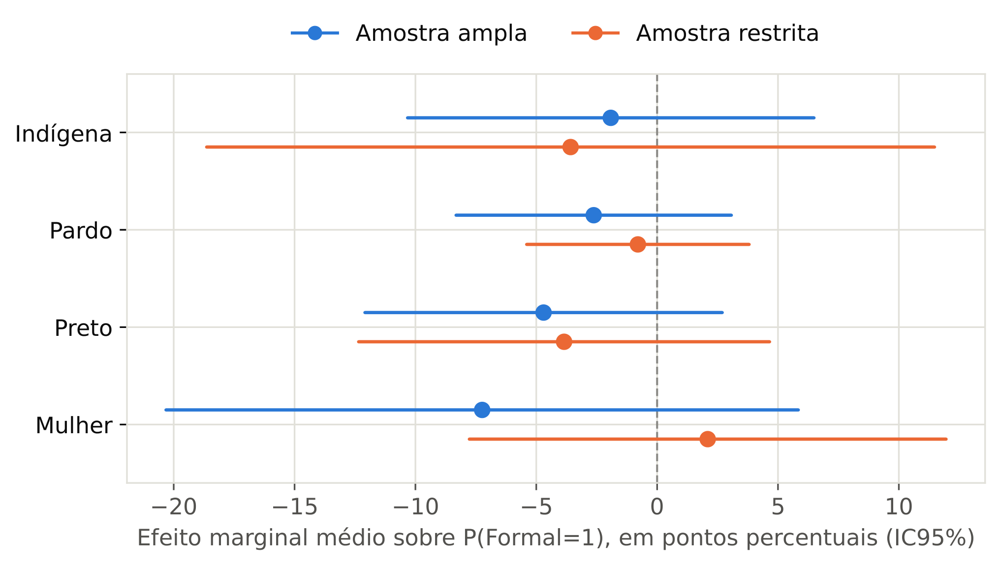 Amostra ampla Amostra restrita
Indígena
Pardo
Preto
Mulher
−20 −15 −10 −5 0 5 10
Efeito marginal médio sobre P(Formal=1), em pontos percentuais (IC95%)